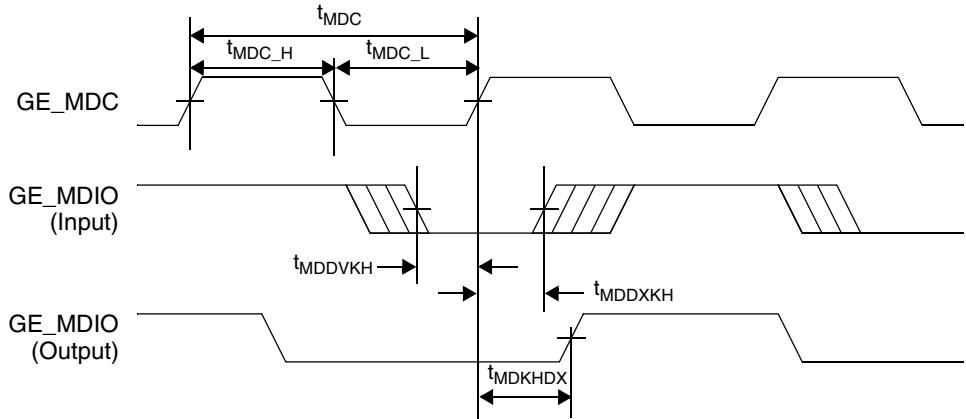 tMDC
tMDC_H
tMDC_L
GE_MDC
GE_MDIO
(Input)
tMDDVKH
tMDDXKH
GE_MDIO
(Output)
tMDKHDX